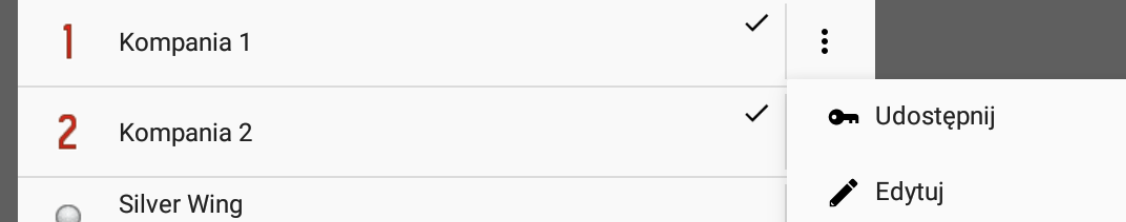 1 Kompania 1
Udostępnij
2 Kompania 2
Edytuj
Silver Wing